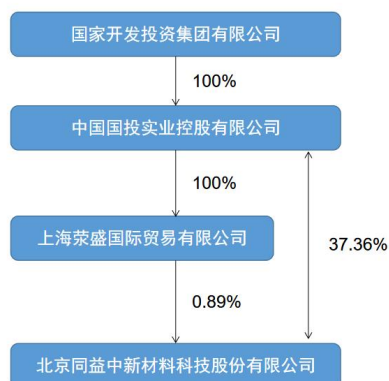 国家开发投资集团有限公司
100%
中国国投实业控股有限公司
100%
上海荥盛国际贸易有限公司
37.36%
0.89%
北京同益中新材料科技股份有限公司